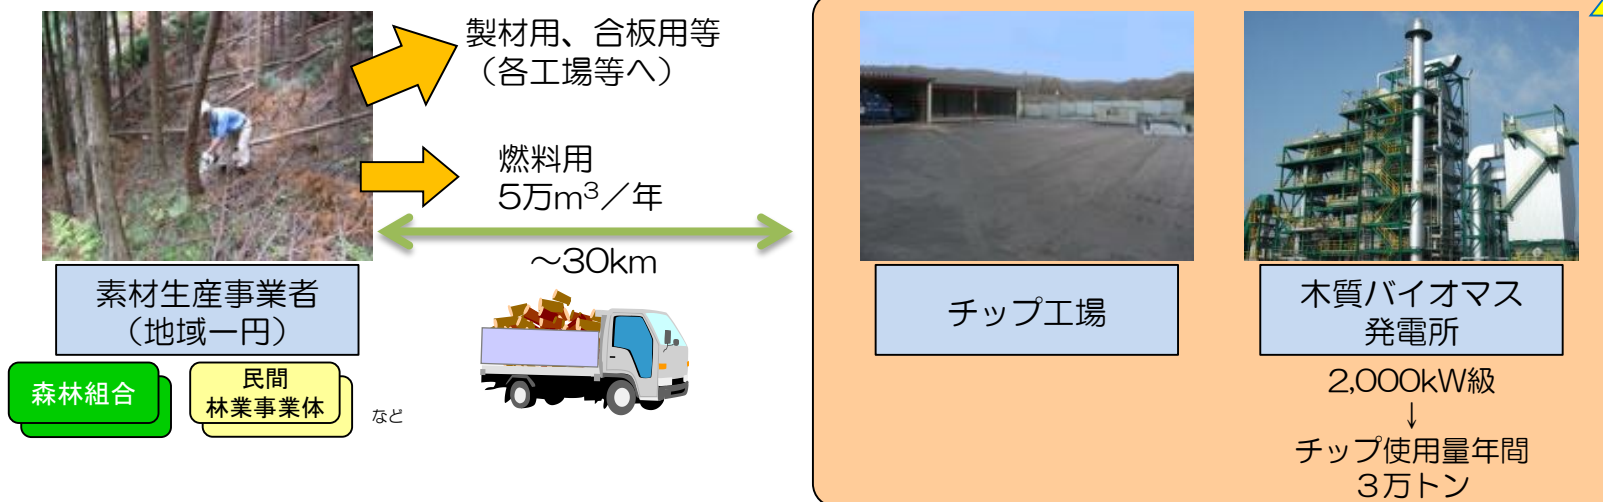 製材用、合板用等
（各工場等へ）
燃料用
5万m³／年
～30km
素材生産事業者
（地域一円）
森林組合
民間
林業事業体
など
チップ工場
木質バイオマス
発電所
2,000kW級
↓
チップ使用量年間
３万トン